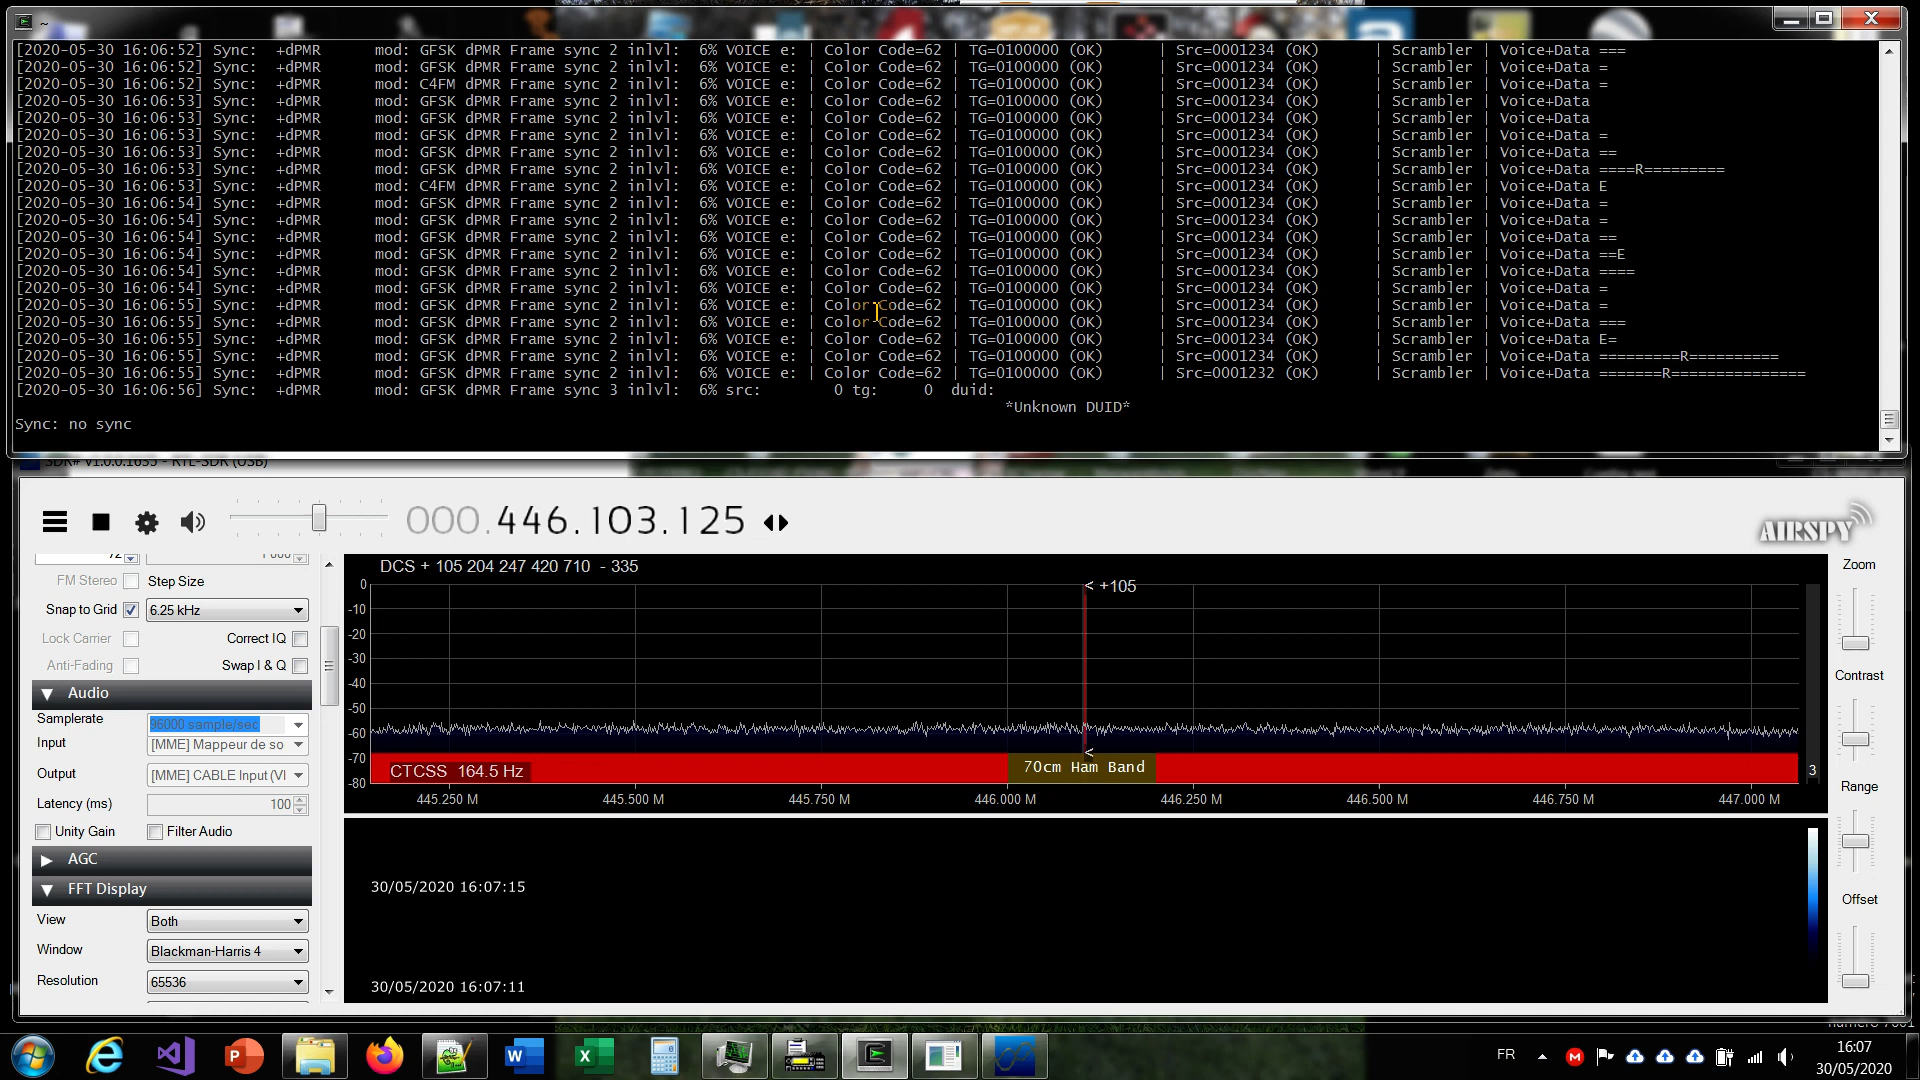 ~
[2020-05-30 16:06:52] Sync: +dPMR mod: GFSK dPMR Frame sync 2 inlvl: 6% VOICE e: | Color Code=62 | TG=0100000 (OK) | Src=0001234 (OK) | Scrambler | Voice+Data ===
[2020-05-30 16:06:52] Sync: +dPMR mod: GFSK dPMR Frame sync 2 inlvl: 6% VOICE e: | Color Code=62 | TG=0100000 (OK) | Src=0001234 (OK) | Scrambler | Voice+Data =
[2020-05-30 16:06:52] Sync: +dPMR mod: C4FM dPMR Frame sync 2 inlvl: 6% VOICE e: | Color Code=62 | TG=0100000 (OK) | Src=0001234 (OK) | Scrambler | Voice+Data =
[2020-05-30 16:06:53] Sync: +dPMR mod: GFSK dPMR Frame sync 2 inlvl: 6% VOICE e: | Color Code=62 | TG=0100000 (OK) | Src=0001234 (OK) | Scrambler | Voice+Data
[2020-05-30 16:06:53] Sync: +dPMR mod: GFSK dPMR Frame sync 2 inlvl: 6% VOICE e: | Color Code=62 | TG=0100000 (OK) | Src=0001234 (OK) | Scrambler | Voice+Data
[2020-05-30 16:06:53] Sync: +dPMR mod: GFSK dPMR Frame sync 2 inlvl: 6% VOICE e: | Color Code=62 | TG=0100000 (OK) | Src=0001234 (OK) | Scrambler | Voice+Data =
[2020-05-30 16:06:53] Sync: +dPMR mod: GFSK dPMR Frame sync 2 inlvl: 6% VOICE e: | Color Code=62 | TG=0100000 (OK) | Src=0001234 (OK) | Scrambler | Voice+Data ==
[2020-05-30 16:06:53] Sync: +dPMR mod: GFSK dPMR Frame sync 2 inlvl: 6% VOICE e: | Color Code=62 | TG=0100000 (OK) | Src=0001234 (OK) | Scrambler | Voice+Data ====R=========
[2020-05-30 16:06:53] Sync: +dPMR mod: C4FM dPMR Frame sync 2 inlvl: 6% VOICE e: | Color Code=62 | TG=0100000 (OK) | Src=0001234 (OK) | Scrambler | Voice+Data E
[2020-05-30 16:06:54] Sync: +dPMR mod: GFSK dPMR Frame sync 2 inlvl: 6% VOICE e: | Color Code=62 | TG=0100000 (OK) | Src=0001234 (OK) | Scrambler | Voice+Data =
[2020-05-30 16:06:54] Sync: +dPMR mod: GFSK dPMR Frame sync 2 inlvl: 6% VOICE e: | Color Code=62 | TG=0100000 (OK) | Src=0001234 (OK) | Scrambler | Voice+Data =
[2020-05-30 16:06:54] Sync: +dPMR mod: GFSK dPMR Frame sync 2 inlvl: 6% VOICE e: | Color Code=62 | TG=0100000 (OK) | Src=0001234 (OK) | Scrambler | Voice+Data ==
[2020-05-30 16:06:54] Sync: +dPMR mod: GFSK dPMR Frame sync 2 inlvl: 6% VOICE e: | Color Code=62 | TG=0100000 (OK) | Src=0001234 (OK) | Scrambler | Voice+Data ==E
[2020-05-30 16:06:54] Sync: +dPMR mod: GFSK dPMR Frame sync 2 inlvl: 6% VOICE e: | Color Code=62 | TG=0100000 (OK) | Src=0001234 (OK) | Scrambler | Voice+Data ====
[2020-05-30 16:06:54] Sync: +dPMR mod: GFSK dPMR Frame sync 2 inlvl: 6% VOICE e: | Color Code=62 | TG=0100000 (OK) | Src=0001234 (OK) | Scrambler | Voice+Data =
[2020-05-30 16:06:55] Sync: +dPMR mod: GFSK dPMR Frame sync 2 inlvl: 6% VOICE e: | Color Code=62 | TG=0100000 (OK) | Src=0001234 (OK) | Scrambler | Voice+Data =
[2020-05-30 16:06:55] Sync: +dPMR mod: GFSK dPMR Frame sync 2 inlvl: 6% VOICE e: | Color Code=62 | TG=0100000 (OK) | Src=0001234 (OK) | Scrambler | Voice+Data ===
[2020-05-30 16:06:55] Sync: +dPMR mod: GFSK dPMR Frame sync 2 inlvl: 6% VOICE e: | Color Code=62 | TG=0100000 (OK) | Src=0001234 (OK) | Scrambler | Voice+Data E=
[2020-05-30 16:06:55] Sync: +dPMR mod: GFSK dPMR Frame sync 2 inlvl: 6% VOICE e: | Color Code=62 | TG=0100000 (OK) | Src=0001234 (OK) | Scrambler | Voice+Data =========R==========
[2020-05-30 16:06:55] Sync: +dPMR mod: GFSK dPMR Frame sync 2 inlvl: 6% VOICE e: | Color Code=62 | TG=0100000 (OK) | Src=0001232 (OK) | Scrambler | Voice+Data =======R===============
[2020-05-30 16:06:56] Sync: +dPMR mod: GFSK dPMR Frame sync 3 inlvl: 6% src: 0 tg: 0 duid:
*Unknown DUID*
Sync: no sync
SDR# v1.0.0.1635 - RTL-SDR (USB)
000.446.103.125
AIRSPY
72 1 000
FM Stereo Step Size
Snap to Grid 6.25 kHz
Lock Carrier Correct IQ
Anti-Fading Swap I & Q
Audio
Samplerate 96000 sample/sec
Input [MME] Mappeur de so
Output [MME] CABLE Input (VI
Latency (ms) 100
Unity Gain Filter Audio
AGC
FFT Display
View Both
Window Blackman-Harris 4
Resolution 65536
DCS + 105 204 247 420 710 - 335
< +105
0
-10
-20
-30
-40
-50
-60
-70
-80
<
CTCSS 164.5 Hz
70cm Ham Band
3
445.250 M 445.500 M 445.750 M 446.000 M 446.250 M 446.500 M 446.750 M 447.000 M
30/05/2020 16:07:15
30/05/2020 16:07:11
Zoom
Contrast
Range
Offset
FR
16:07
30/05/2020